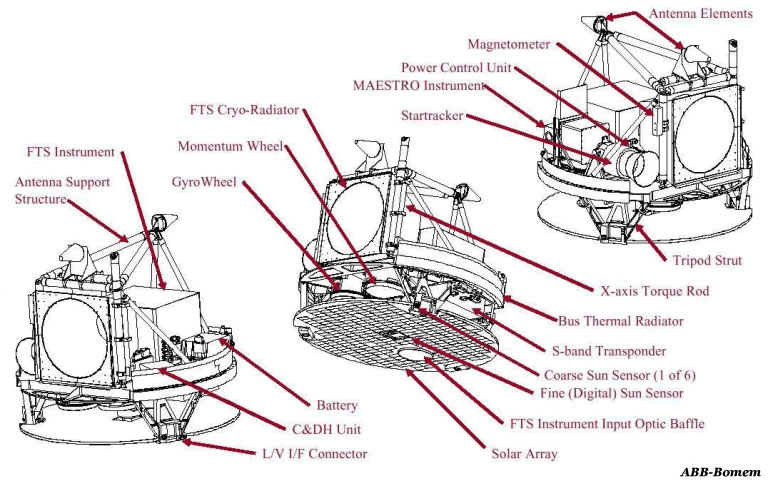 Antenna Elements
Magnetometer
Power Control Unit
MAESTRO Instrument
Startracker
FTS Cryo-Radiator
Momentum Wheel
GyroWheel
FTS Instrument
Antenna Support
Structure
Tripod Strut
X-axis Torque Rod
Bus Thermal Radiator
S-band Transponder
Coarse Sun Sensor (1 of 6)
Fine (Digital) Sun Sensor
FTS Instrument Input Optic Baffle
Solar Array
Battery
C&DH Unit
L/V I/F Connector
ABB-Bomem